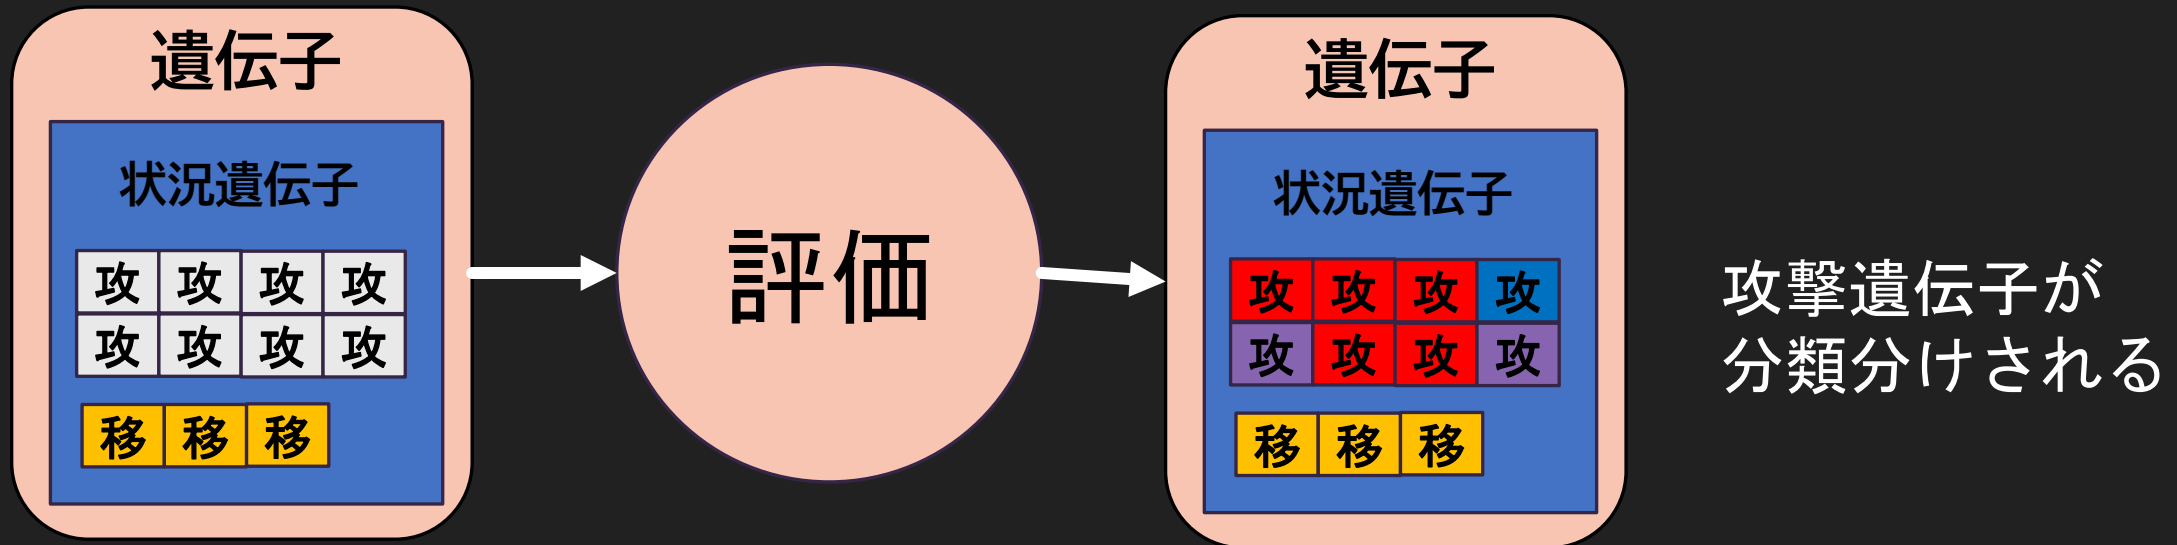 遺伝子
状況遺伝子
攻 攻 攻 攻
攻 攻 攻 攻
移 移 移
評価
遺伝子
状況遺伝子
攻 攻 攻 攻
攻 攻 攻 攻
移 移 移
攻撃遺伝子が
分類分けされる